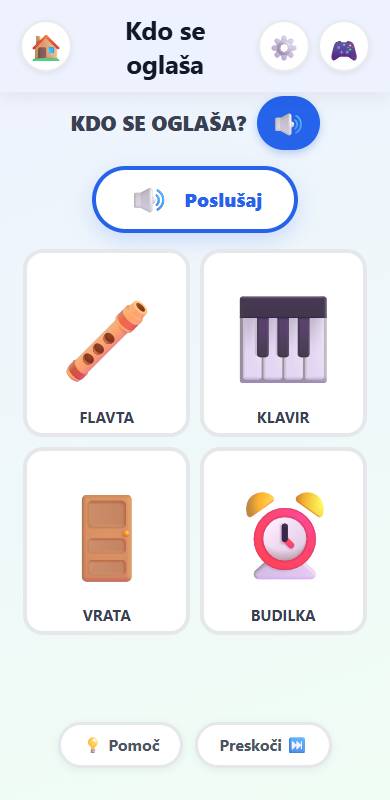 Kdo se
oglaša
KDO SE OGLAŠA?
Poslušaj
FLAVTA
KLAVIR
VRATA
BUDILKA
Pomoč
Preskoči